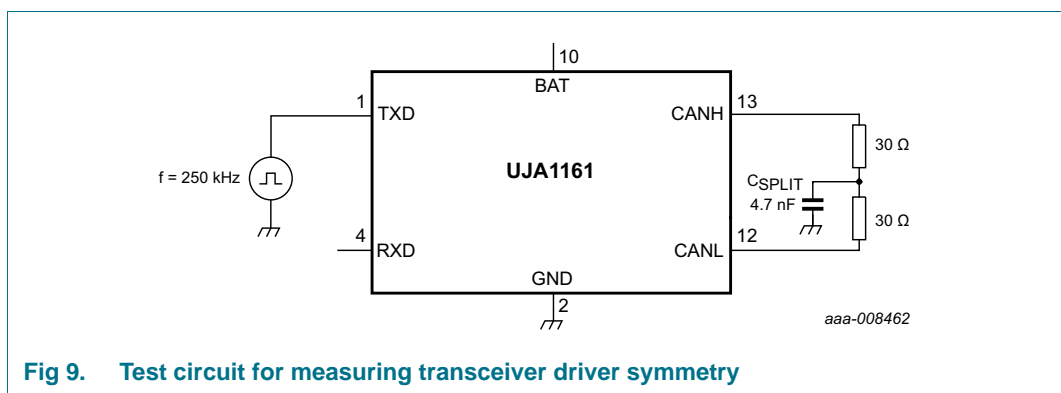 10
BAT
1
TXD
CANH
13
30 Ω
f = 250 kHz
UJA1161
CSPLIT
4.7 nF
30 Ω
4
RXD
CANL
12
GND
2
aaa-008462
Fig 9. Test circuit for measuring transceiver driver symmetry